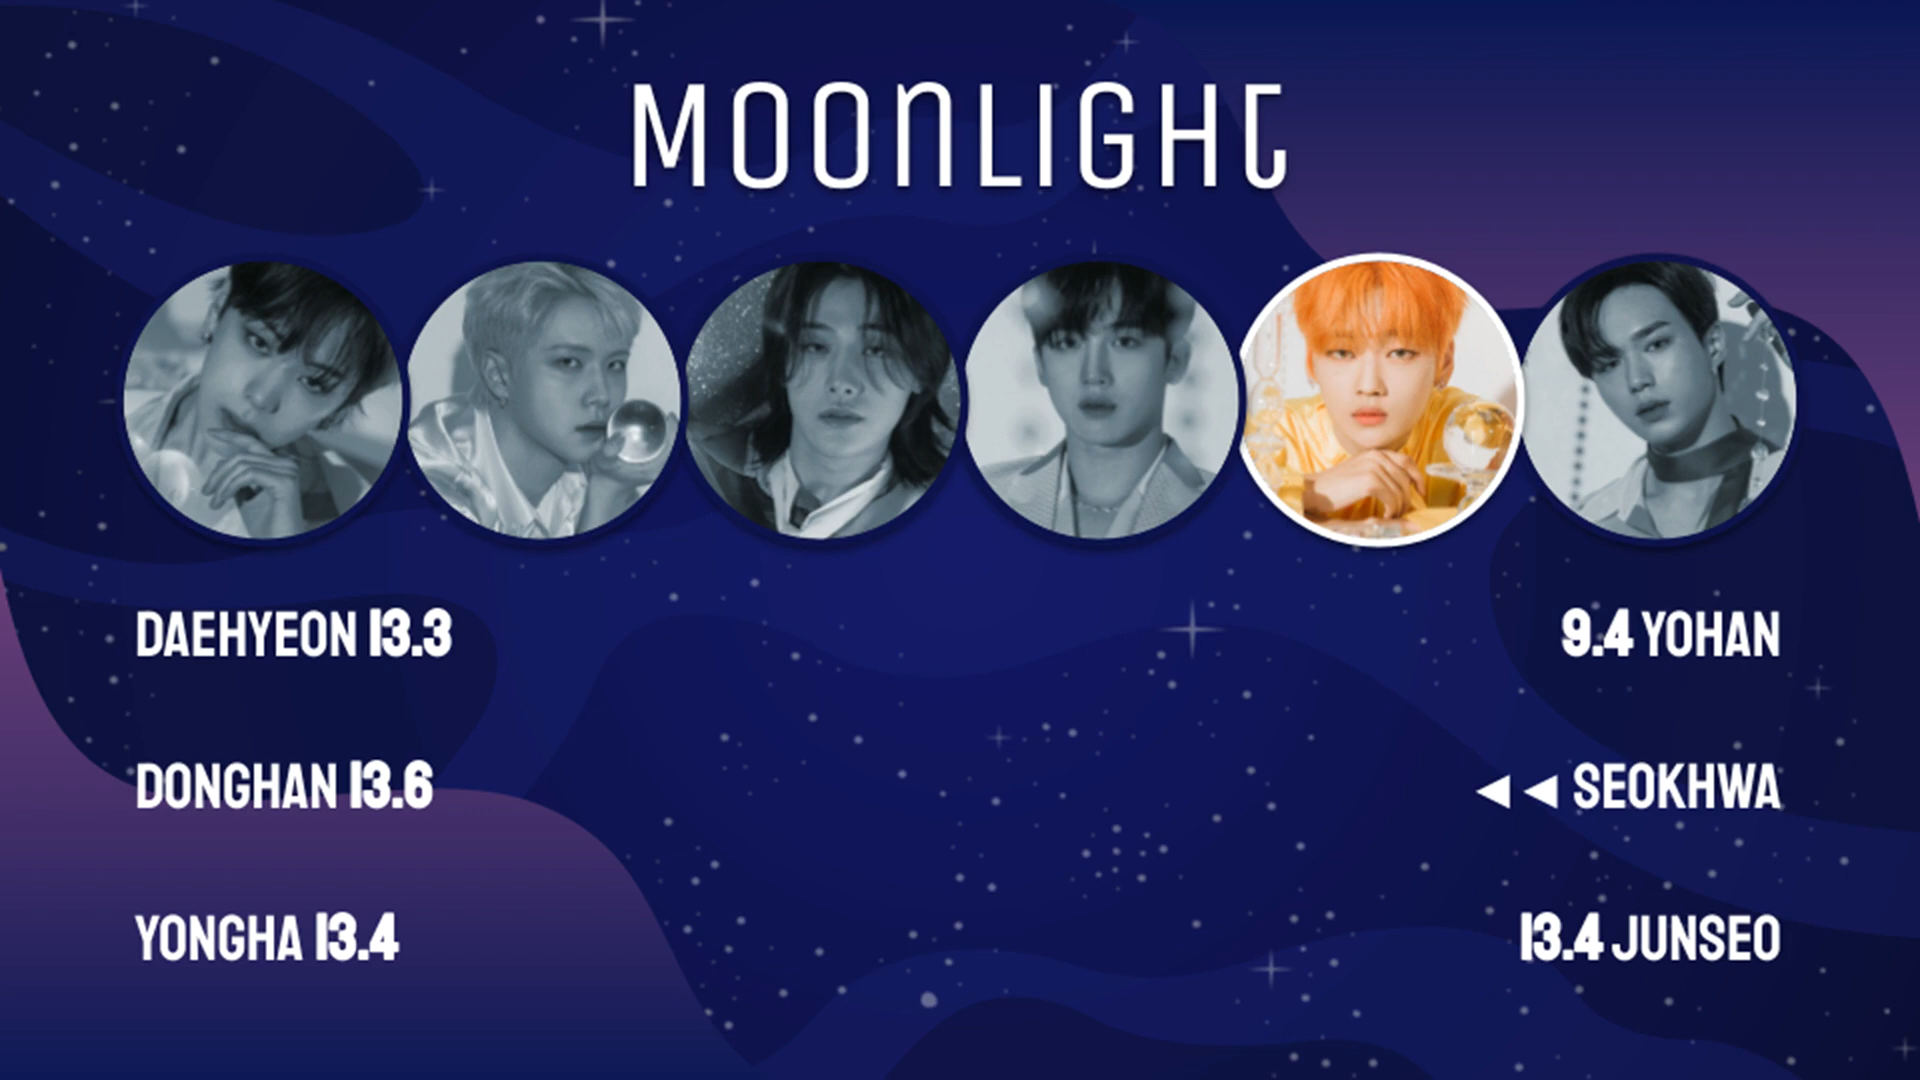 MOONLIGHT
DAEHYEON 13.3
9.4 YOHAN
DONGHAN 13.6
◄◄ SEOKHWA
YONGHA 13.4
13.4 JUNSEO